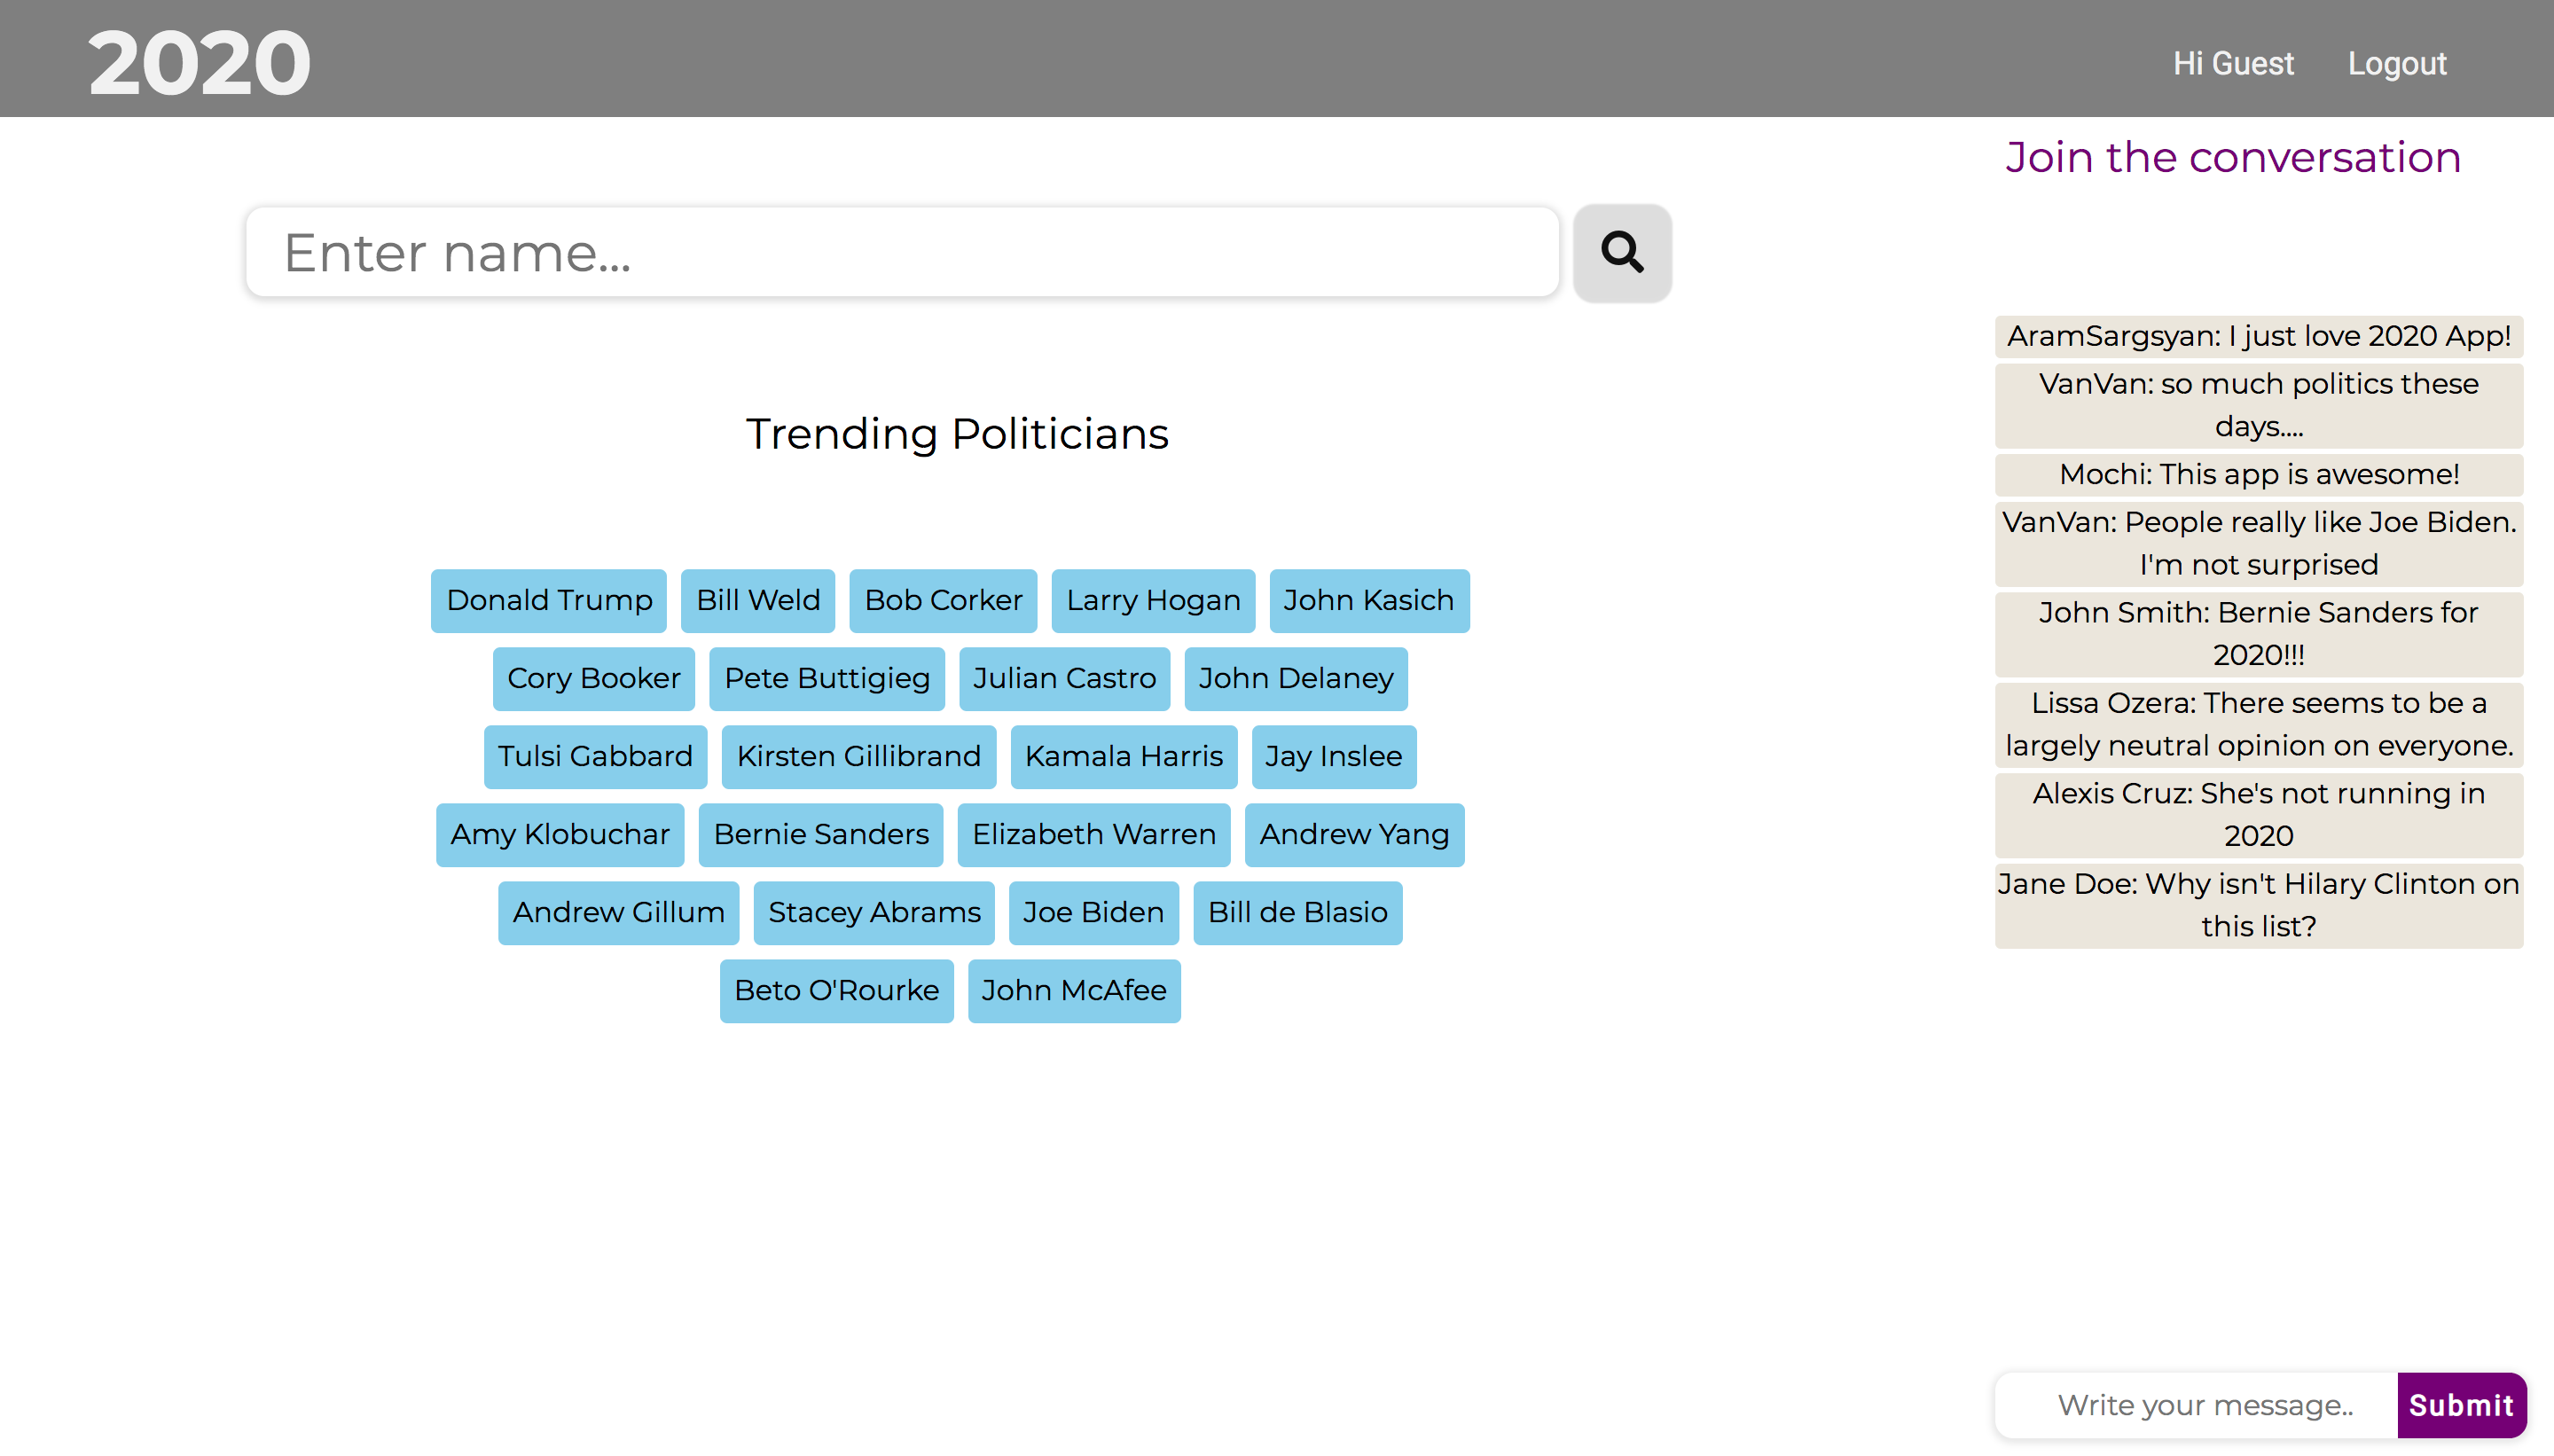 2020
Hi Guest Logout
Join the conversation
Enter name...
Trending Politicians
Donald Trump Bill Weld Bob Corker Larry Hogan John Kasich
Cory Booker Pete Buttigieg Julian Castro John Delaney
Tulsi Gabbard Kirsten Gillibrand Kamala Harris Jay Inslee
Amy Klobuchar Bernie Sanders Elizabeth Warren Andrew Yang
Andrew Gillum Stacey Abrams Joe Biden Bill de Blasio
Beto O'Rourke John McAfee
AramSargsyan: I just love 2020 App!
VanVan: so much politics these
days....
Mochi: This app is awesome!
VanVan: People really like Joe Biden.
I'm not surprised
John Smith: Bernie Sanders for
2020!!!
Lissa Ozera: There seems to be a
largely neutral opinion on everyone.
Alexis Cruz: She's not running in
2020
Jane Doe: Why isn't Hilary Clinton on
this list?
Write your message.. Submit